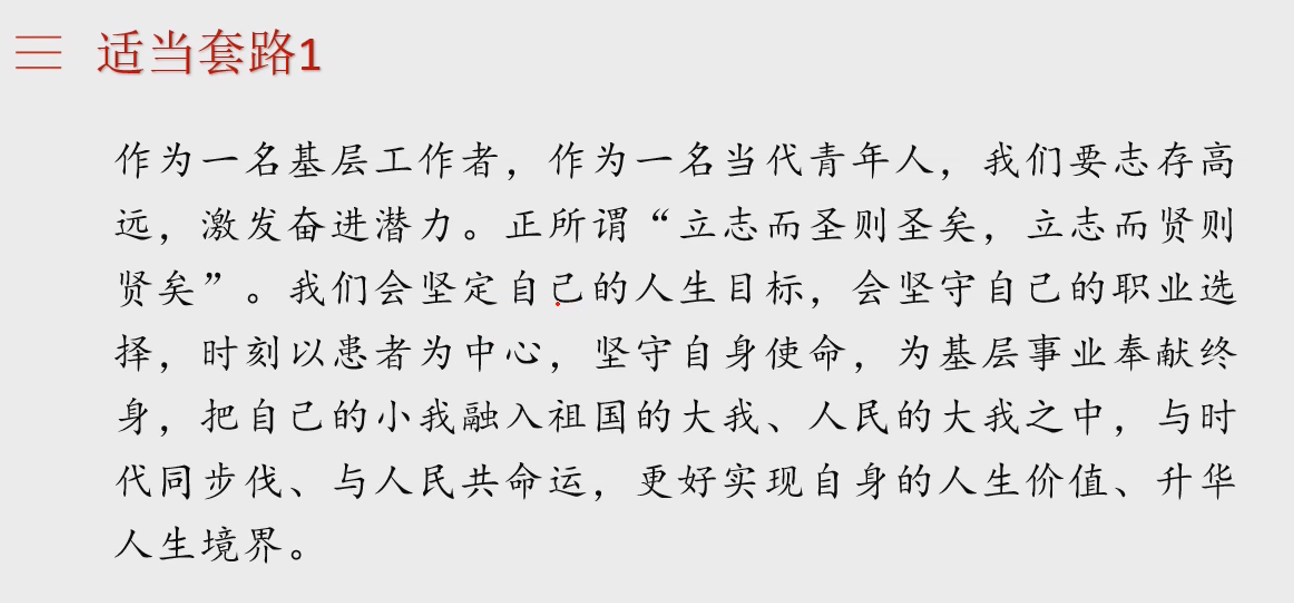 适当套路1
作为一名基层工作者，作为一名当代青年人，我们要志存高
远，激发奋进潜力。正所谓“立志而圣则圣矣，立志而贤则
贤矣”。我们会坚定自己的人生目标，会坚守自己的职业选
择，时刻以患者为中心，坚守自身使命，为基层事业奉献终
身，把自己的小我融入祖国的大我、人民的大我之中，与时
代同步伐、与人民共命运，更好实现自身的人生价值、升华
人生境界。